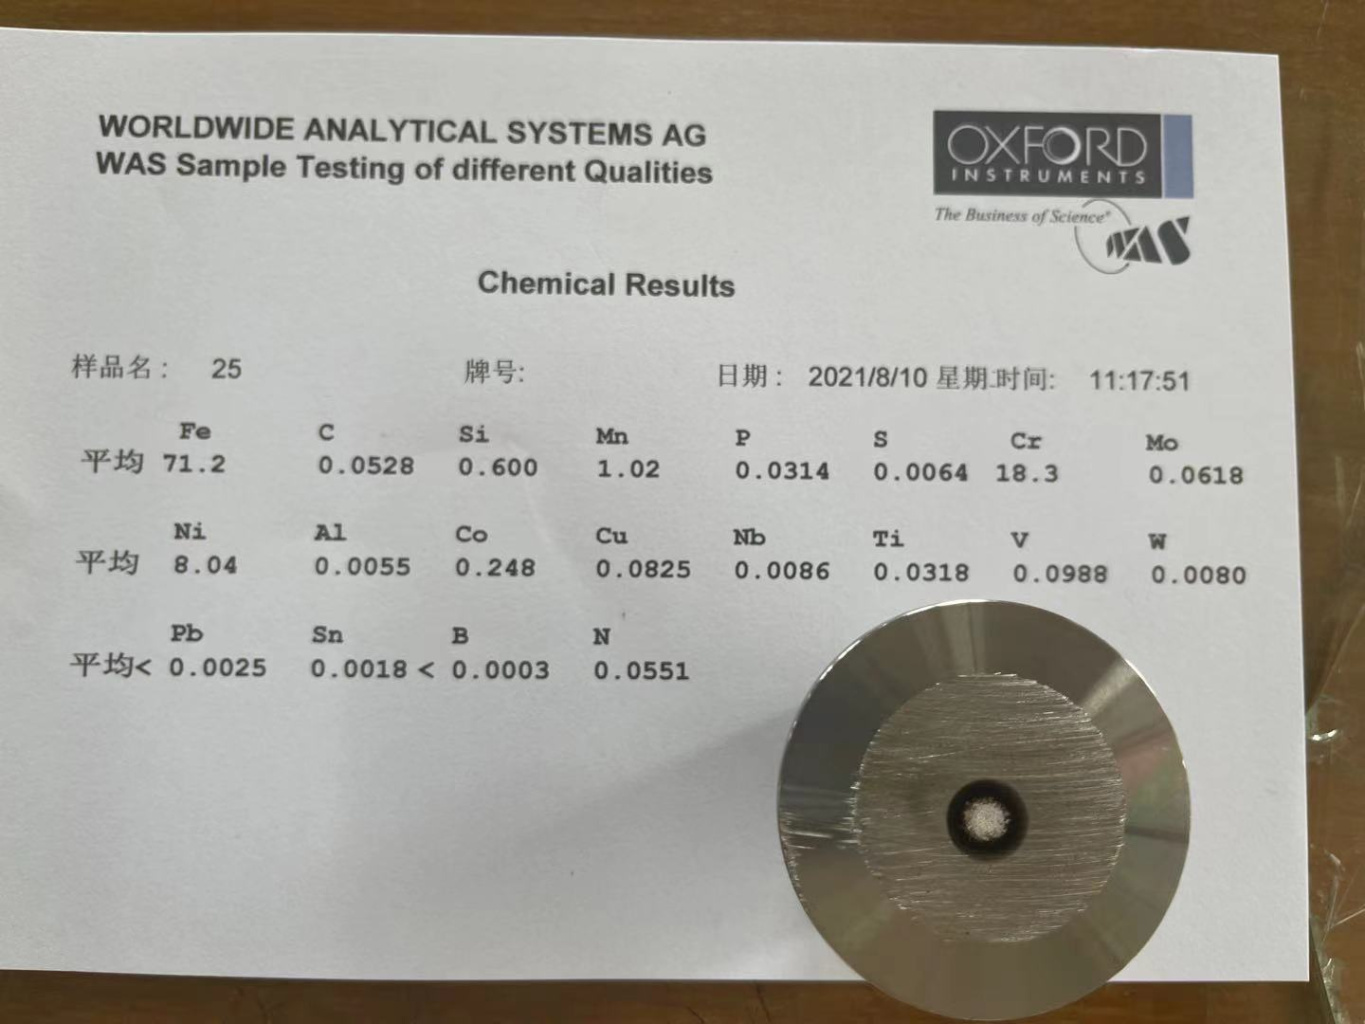 WORLDWIDE ANALYTICAL SYSTEMS AG
WAS Sample Testing of different Qualities
OXFORD
INSTRUMENTS
The Business of Science®
WAS
Chemical Results
样品名: 25 牌号: 日期: 2021/8/10 星期 时间: 11:17:51
Fe C Si Mn P S Cr Mo
平均 71.2 0.0528 0.600 1.02 0.0314 0.0064 18.3 0.0618
Ni Al Co Cu Nb Ti V W
平均 8.04 0.0055 0.248 0.0825 0.0086 0.0318 0.0988 0.0080
Pb Sn B N
平均< 0.0025 0.0018 < 0.0003 0.0551